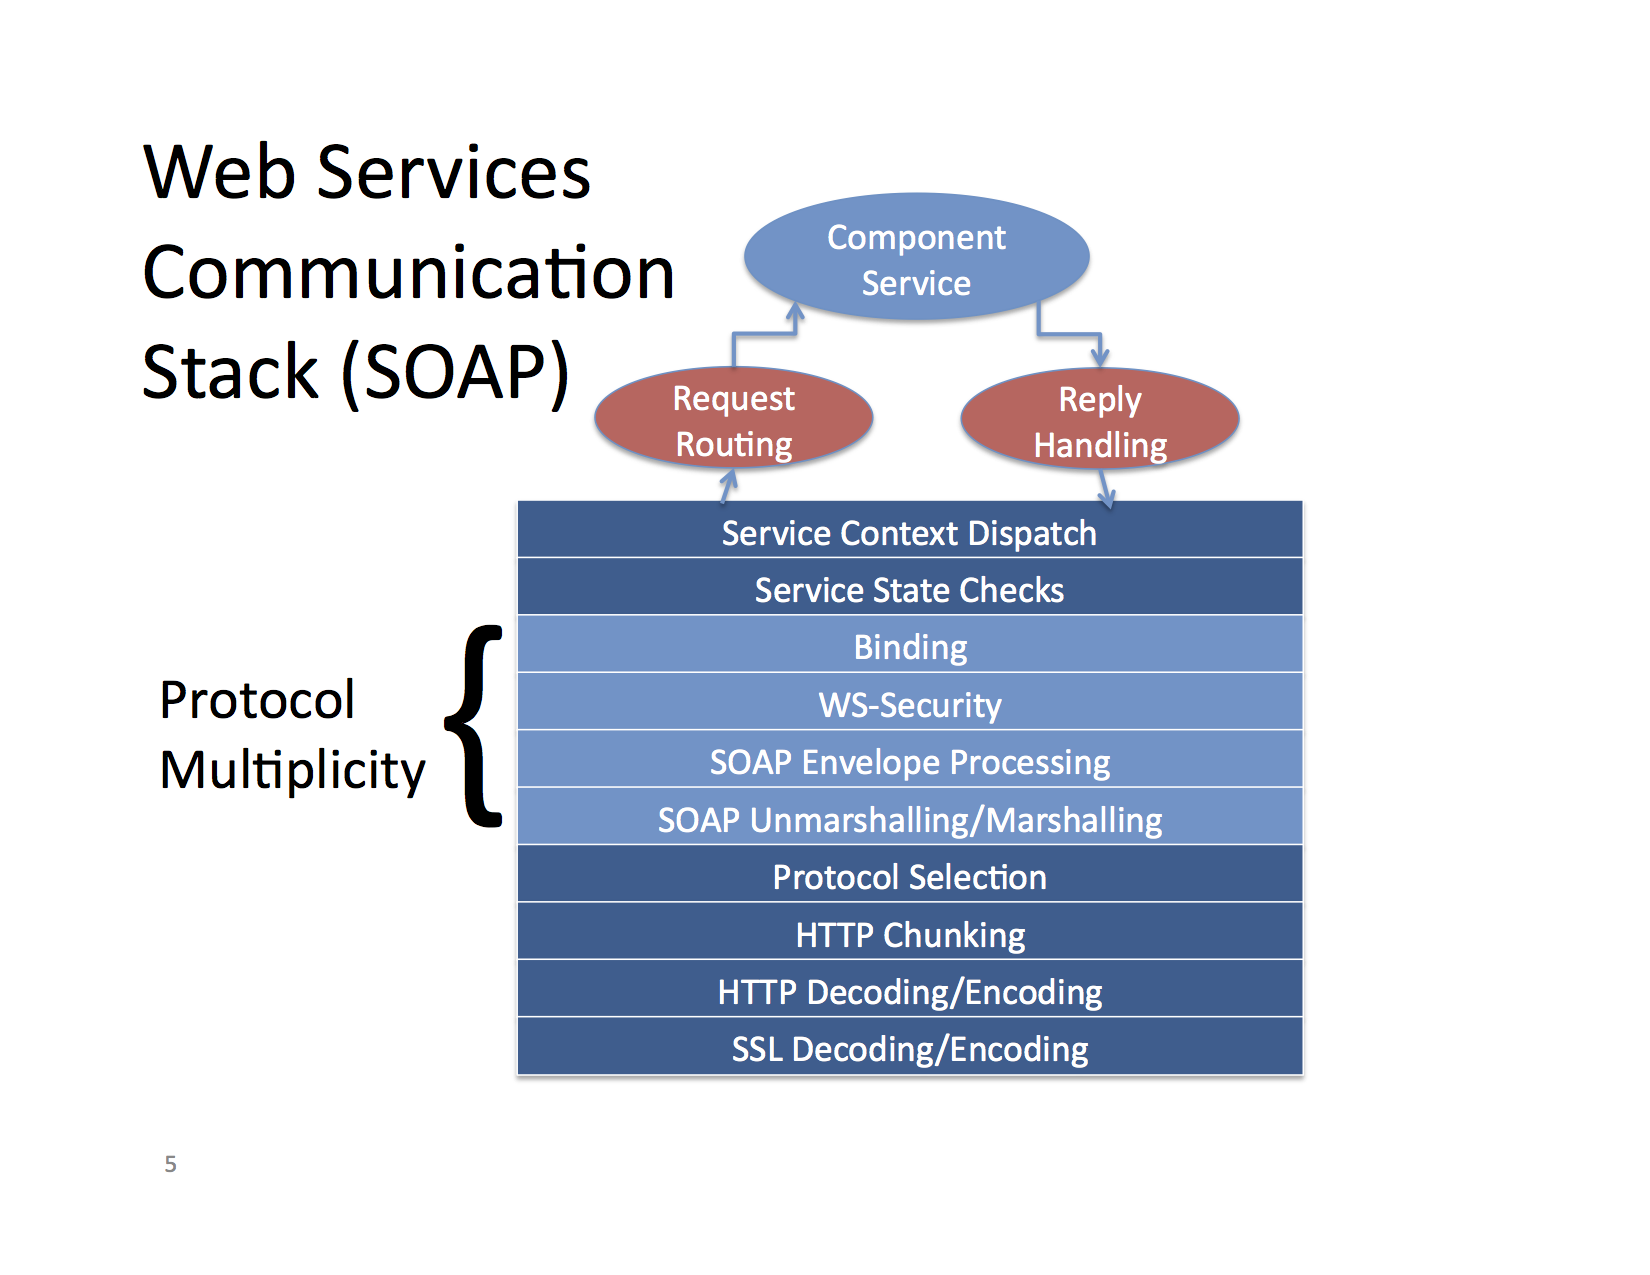 Web Services
Communication
Stack (SOAP)
Component
Service
Request
Routing
Reply
Handling
Service Context Dispatch
Service State Checks
Binding
WS-Security
SOAP Envelope Processing
SOAP Unmarshalling/Marshalling
Protocol Selection
HTTP Chunking
HTTP Decoding/Encoding
SSL Decoding/Encoding
Protocol
Multiplicity
{
5